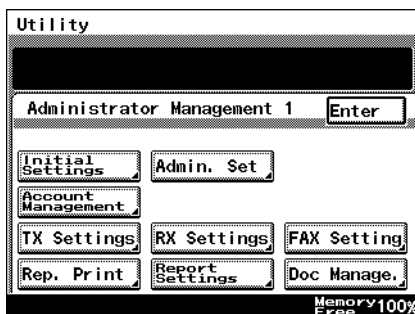 Utility
Administrator Management 1
Enter
Initial
Settings
Admin. Set
Account
Management
TX Settings
RX Settings
FAX Setting
Rep. Print
Report
Settings
Doc Manage.
Memory
Free 100%